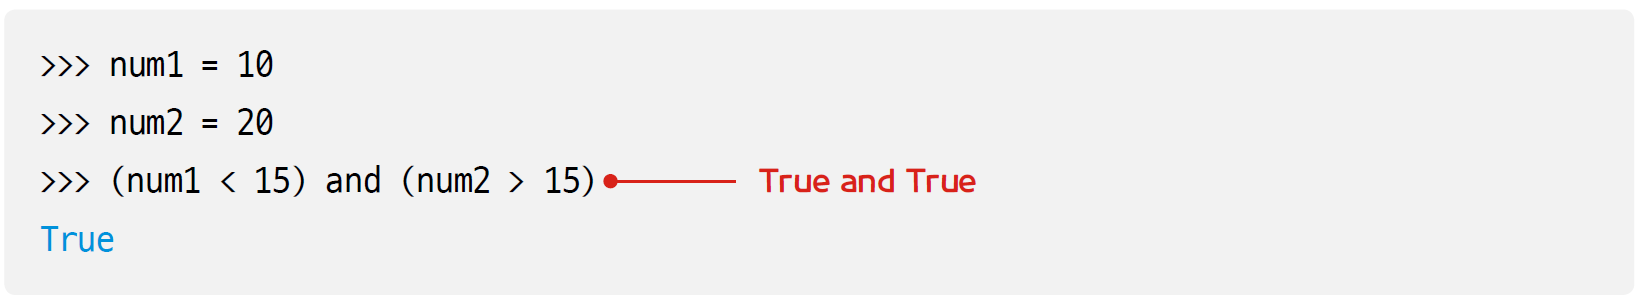 >>> num1 = 10
>>> num2 = 20
>>> (num1 < 15) and (num2 > 15) True and True
True